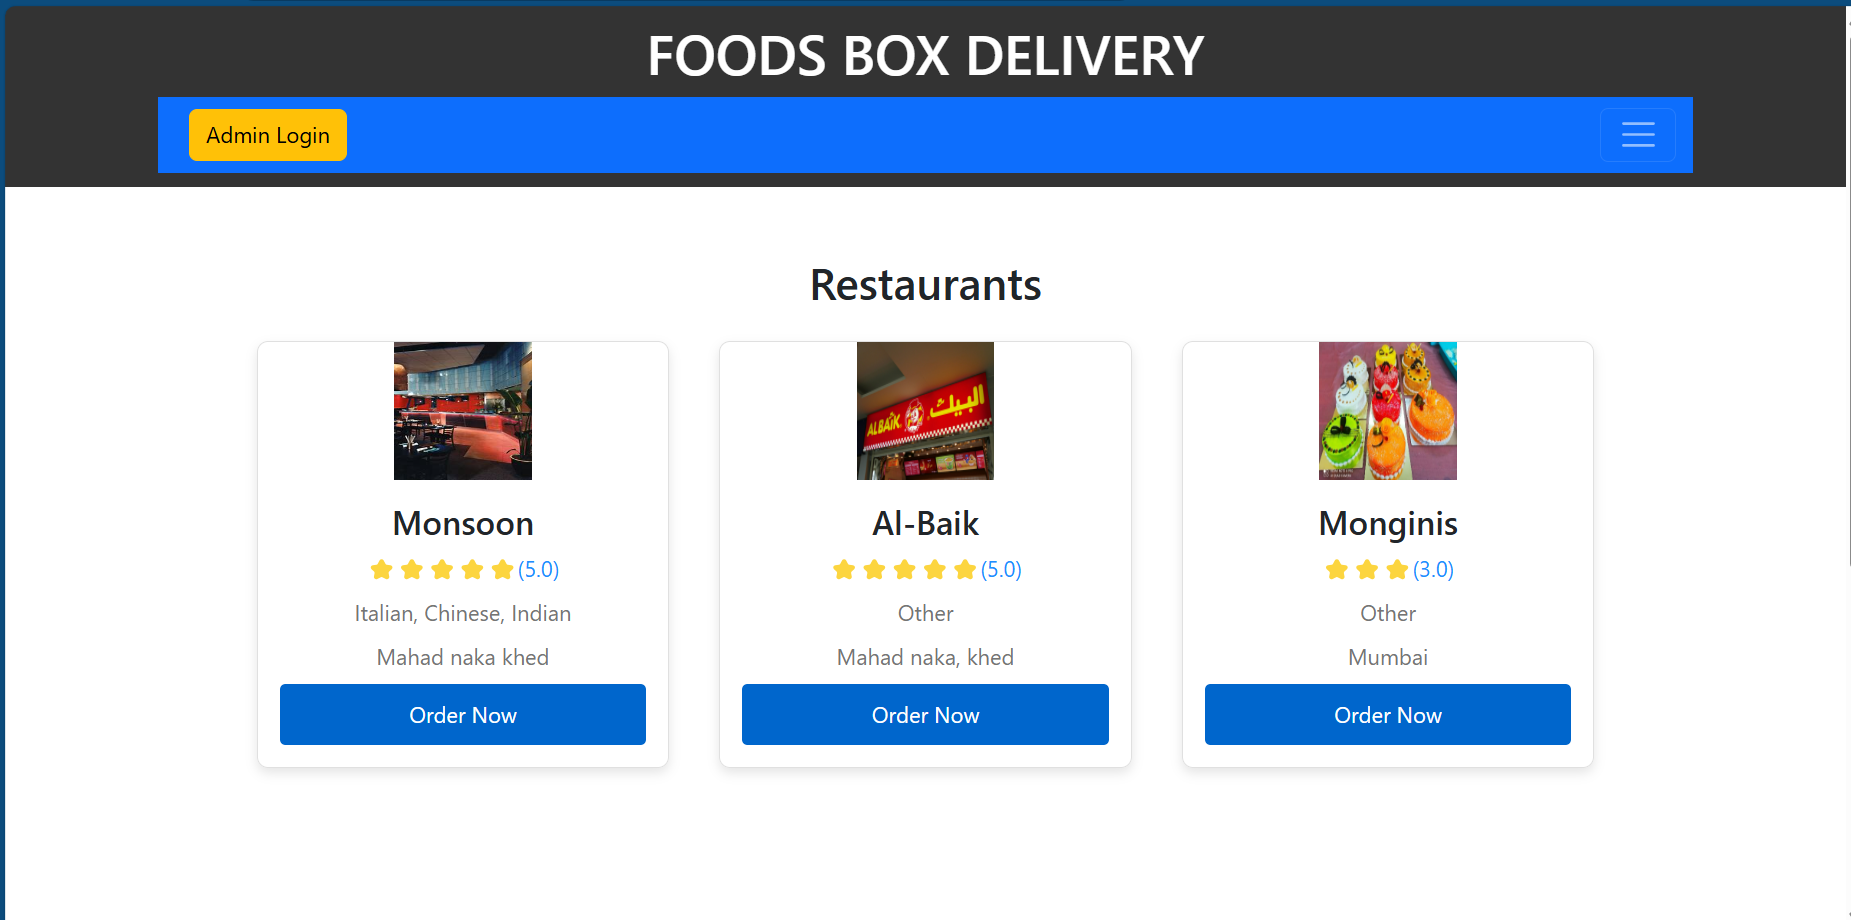 FOODS BOX DELIVERY
Admin Login
Restaurants
ALBAIK
البيك
Monsoon
(5.0)
Italian, Chinese, Indian
Mahad naka khed
Order Now
Al-Baik
(5.0)
Other
Mahad naka, khed
Order Now
Monginis
(3.0)
Other
Mumbai
Order Now